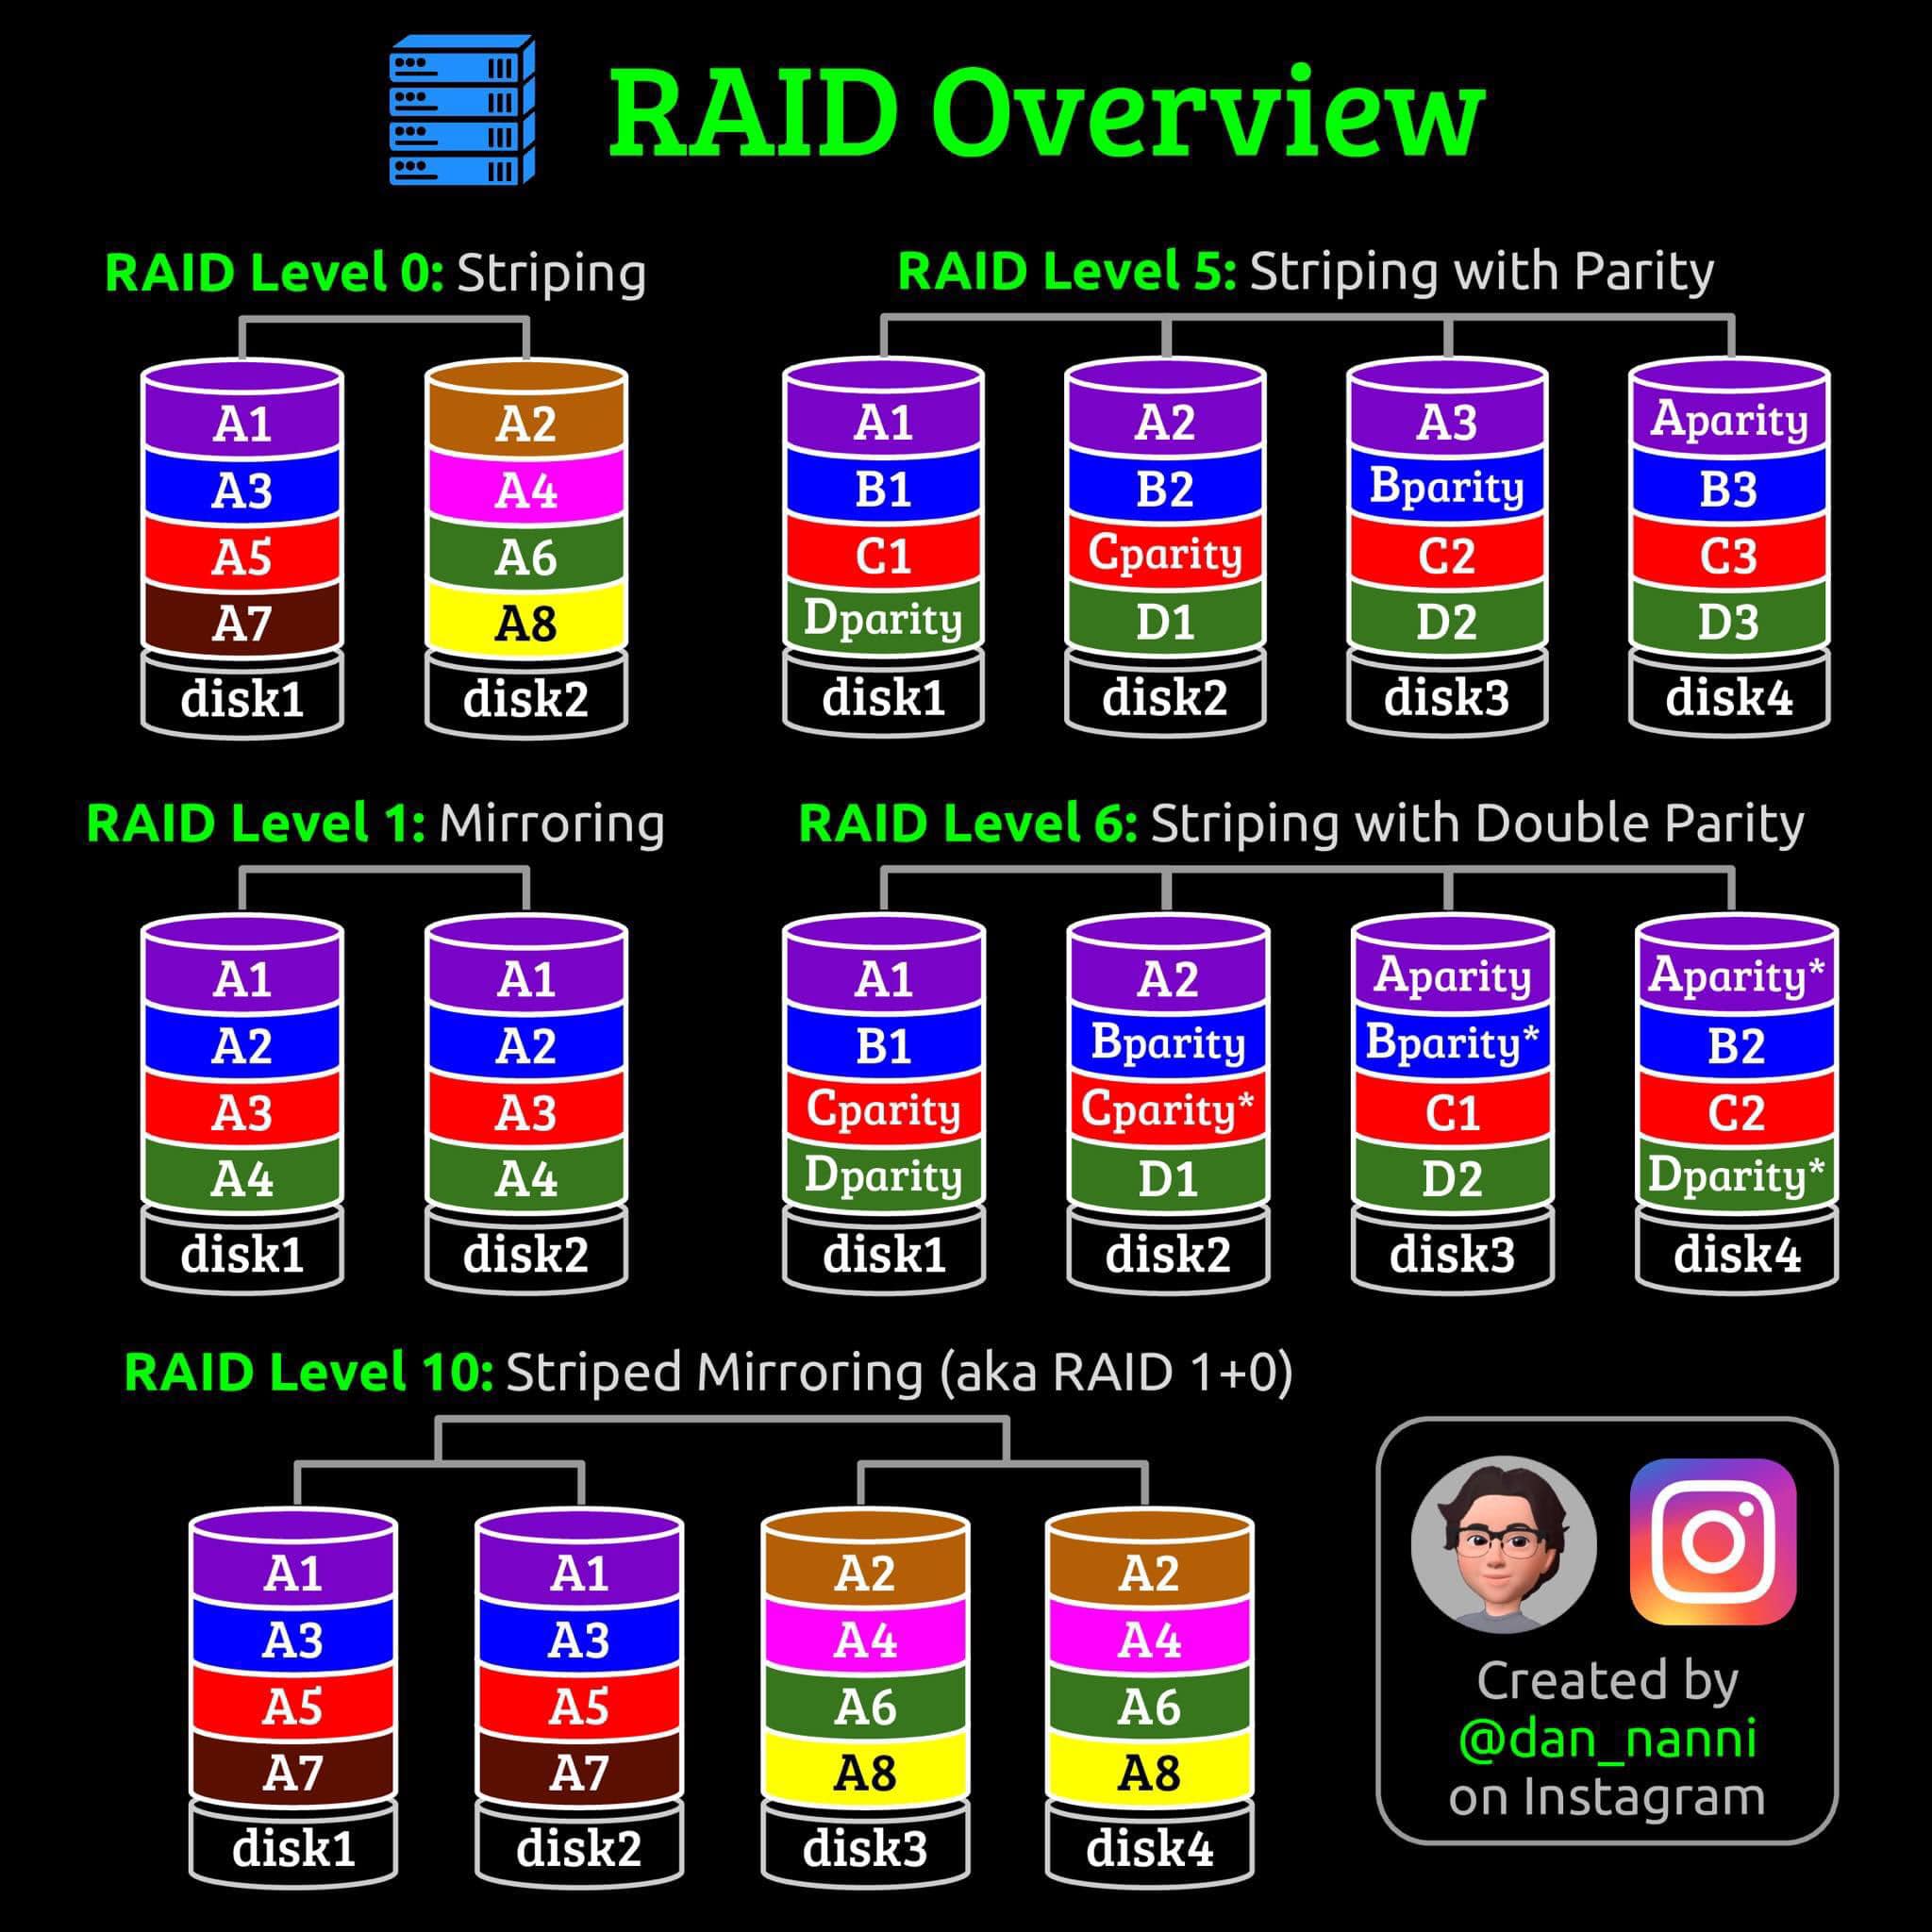 RAID Overview
RAID Level 0: Striping
A1 A2
A3 A4
A5 A6
A7 A8
disk1 disk2
RAID Level 5: Striping with Parity
A1 A2 A3 Aparity
B1 B2 Bparity B3
C1 Cparity C2 C3
Dparity D1 D2 D3
disk1 disk2 disk3 disk4
RAID Level 1: Mirroring
A1 A1
A2 A2
A3 A3
A4 A4
disk1 disk2
RAID Level 6: Striping with Double Parity
A1 A2 Aparity Aparity*
B1 Bparity Bparity* B2
Cparity Cparity* C1 C2
Dparity D1 D2 Dparity*
disk1 disk2 disk3 disk4
RAID Level 10: Striped Mirroring (aka RAID 1+0)
A1 A1 A2 A2
A3 A3 A4 A4
A5 A5 A6 A6
A7 A7 A8 A8
disk1 disk2 disk3 disk4
Created by
@dan_nanni
on Instagram